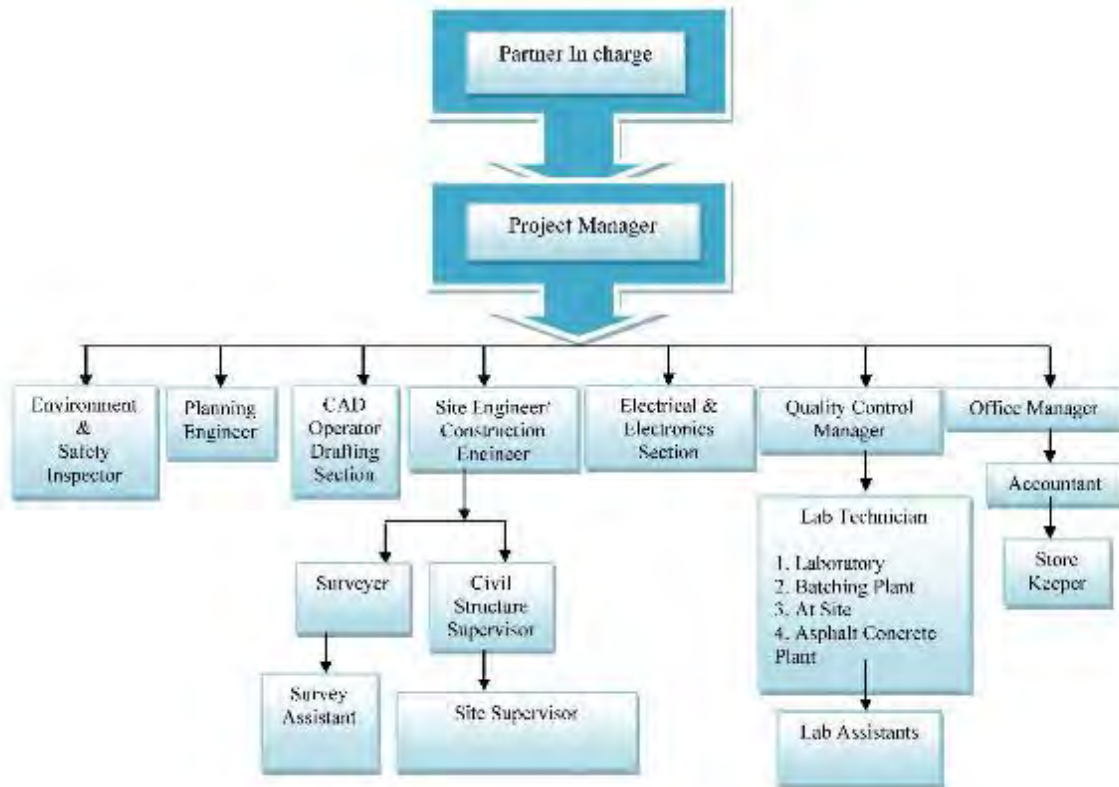 Partner In charge
Project Manager
Environment
&
Safety
Inspector
Planning
Engineer
CAD
Operator
Drafting
Section
Site Engineer/
Construction
Engineer
Electrical &
Electronics
Section
Quality Control
Manager
Office Manager
Accountant
Lab Technician
1. Laboratory
2. Batching Plant
3. At Site
4. Asphalt Concrete
Plant
Store
Keeper
Surveyer
Civil
Structure
Supervisor
Survey
Assistant
Site Supervisor
Lab Assistants